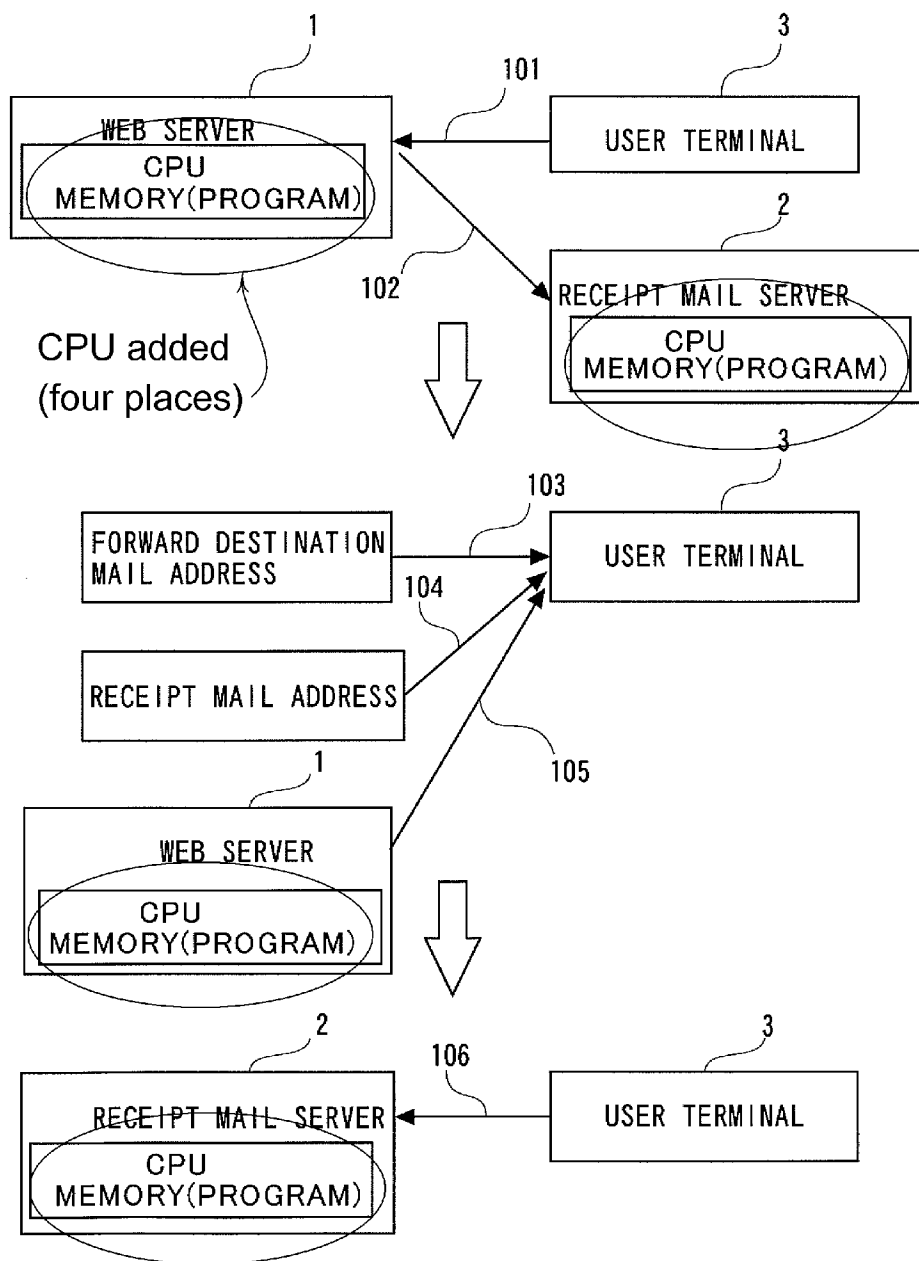 1
3
101
WEB SERVER
CPU
MEMORY(PROGRAM)
USER TERMINAL
2
102
RECEIPT MAIL SERVER
CPU
MEMORY(PROGRAM)
CPU added
(four places)
3
103
FORWARD DESTINATION
MAIL ADDRESS
USER TERMINAL
104
RECEIPT MAIL ADDRESS
105
1
WEB SERVER
CPU
MEMORY(PROGRAM)
2
106
3
RECEIPT MAIL SERVER
CPU
MEMORY(PROGRAM)
USER TERMINAL